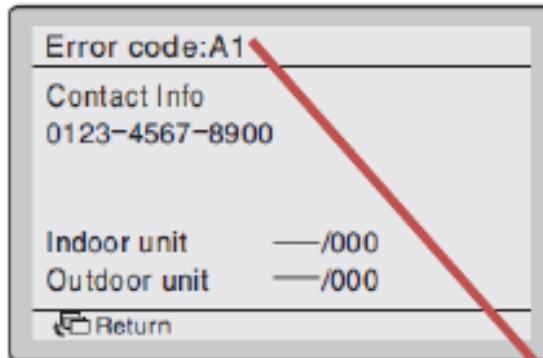 Error code:A1
Contact Info
0123-4567-8900
Indoor unit —/000
Outdoor unit —/000
Return